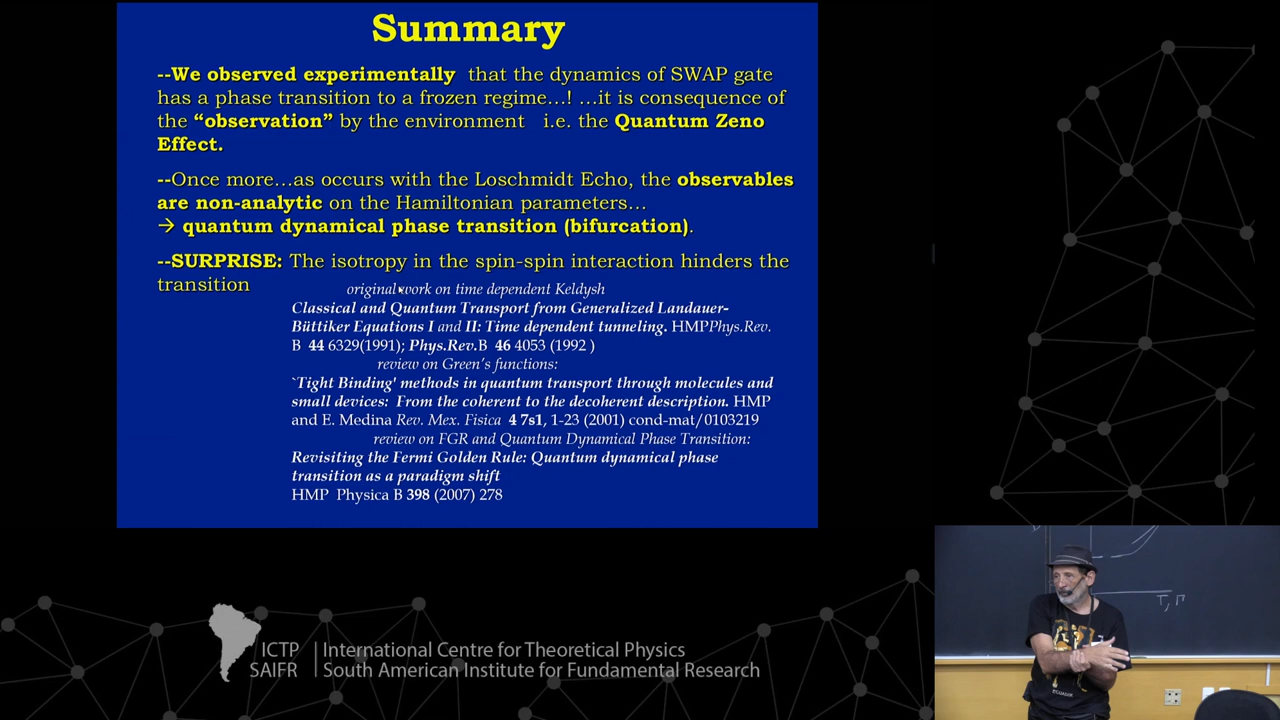 Summary
--We observed experimentally that the dynamics of SWAP gate
has a phase transition to a frozen regime…! …it is consequence of
the “observation” by the environment i.e. the Quantum Zeno
Effect.
--Once more…as occurs with the Loschmidt Echo, the observables
are non-analytic on the Hamiltonian parameters…
→ quantum dynamical phase transition (bifurcation).
--SURPRISE: The isotropy in the spin-spin interaction hinders the
transition
original work on time dependent Keldysh
Classical and Quantum Transport from Generalized Landauer-
Büttiker Equations I and II: Time dependent tunneling. HMPPhys.Rev.
B 44 6329(1991); Phys.Rev.B 46 4053 (1992 )
review on Green’s functions:
`Tight Binding' methods in quantum transport through molecules and
small devices: From the coherent to the decoherent description. HMP
and E. Medina Rev. Mex. Fisica 4 7s1, 1-23 (2001) cond-mat/0103219
review on FGR and Quantum Dynamical Phase Transition:
Revisiting the Fermi Golden Rule: Quantum dynamical phase
transition as a paradigm shift
HMP Physica B 398 (2007) 278
ICTP
SAIFR
International Centre for Theoretical Physics
South American Institute for Fundamental Research